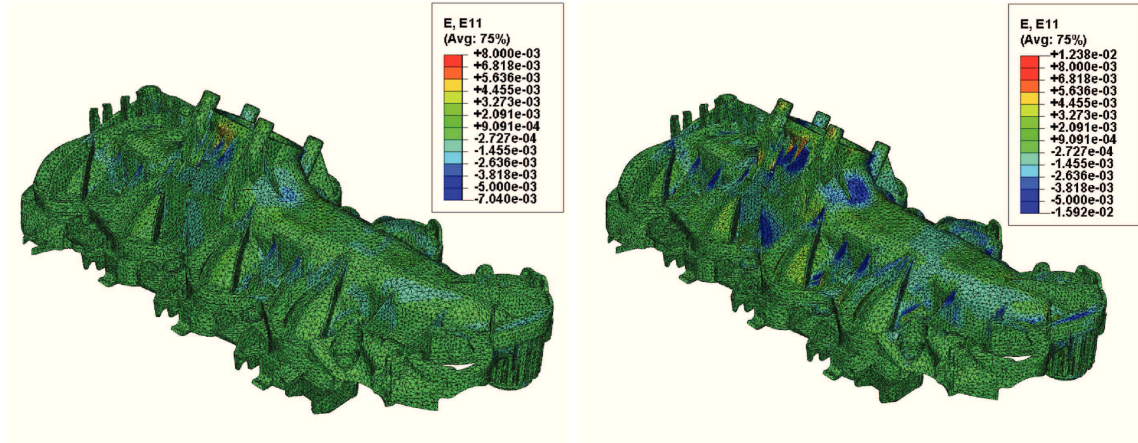 E, E11
(Avg: 75%)
+8.000e-03
+6.818e-03
+5.636e-03
+4.455e-03
+3.273e-03
+2.091e-03
+9.091e-04
-2.727e-04
-1.455e-03
-2.636e-03
-3.818e-03
-5.000e-03
-7.040e-03
E, E11
(Avg: 75%)
+1.238e-02
+8.000e-03
+6.818e-03
+5.636e-03
+4.455e-03
+3.273e-03
+2.091e-03
+9.091e-04
-2.727e-04
-1.455e-03
-2.636e-03
-3.818e-03
-5.000e-03
-1.592e-02